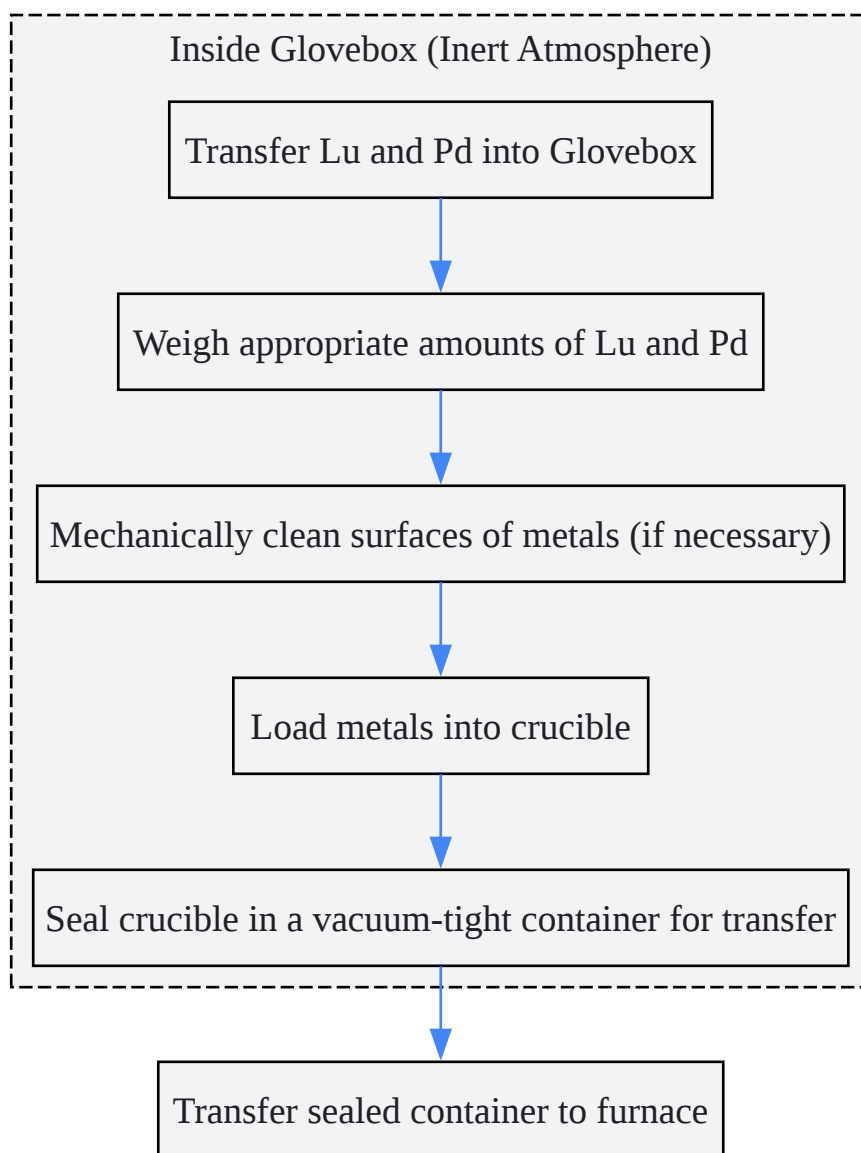 Inside Glovebox (Inert Atmosphere)
Transfer Lu and Pd into Glovebox
Weigh appropriate amounts of Lu and Pd
Mechanically clean surfaces of metals (if necessary)
Load metals into crucible
Seal crucible in a vacuum-tight container for transfer
Transfer sealed container to furnace